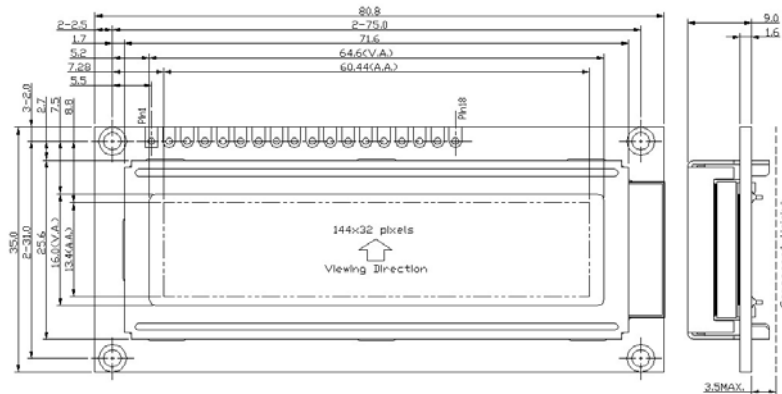 80.8
2-2.5
2-75.0
9.0
1.7
71.6
1.6
5.2
64.6(V.A.)
7.28
60.44(A.A.)
5.5
3-2.0
2.7
7.5
8.8
Pin1
Pin18
35.0
2-31.0
25.6
16.0(V.A.)
13.4(A.A.)
144x32 pixels
Viewing Direction
3.5MAX.